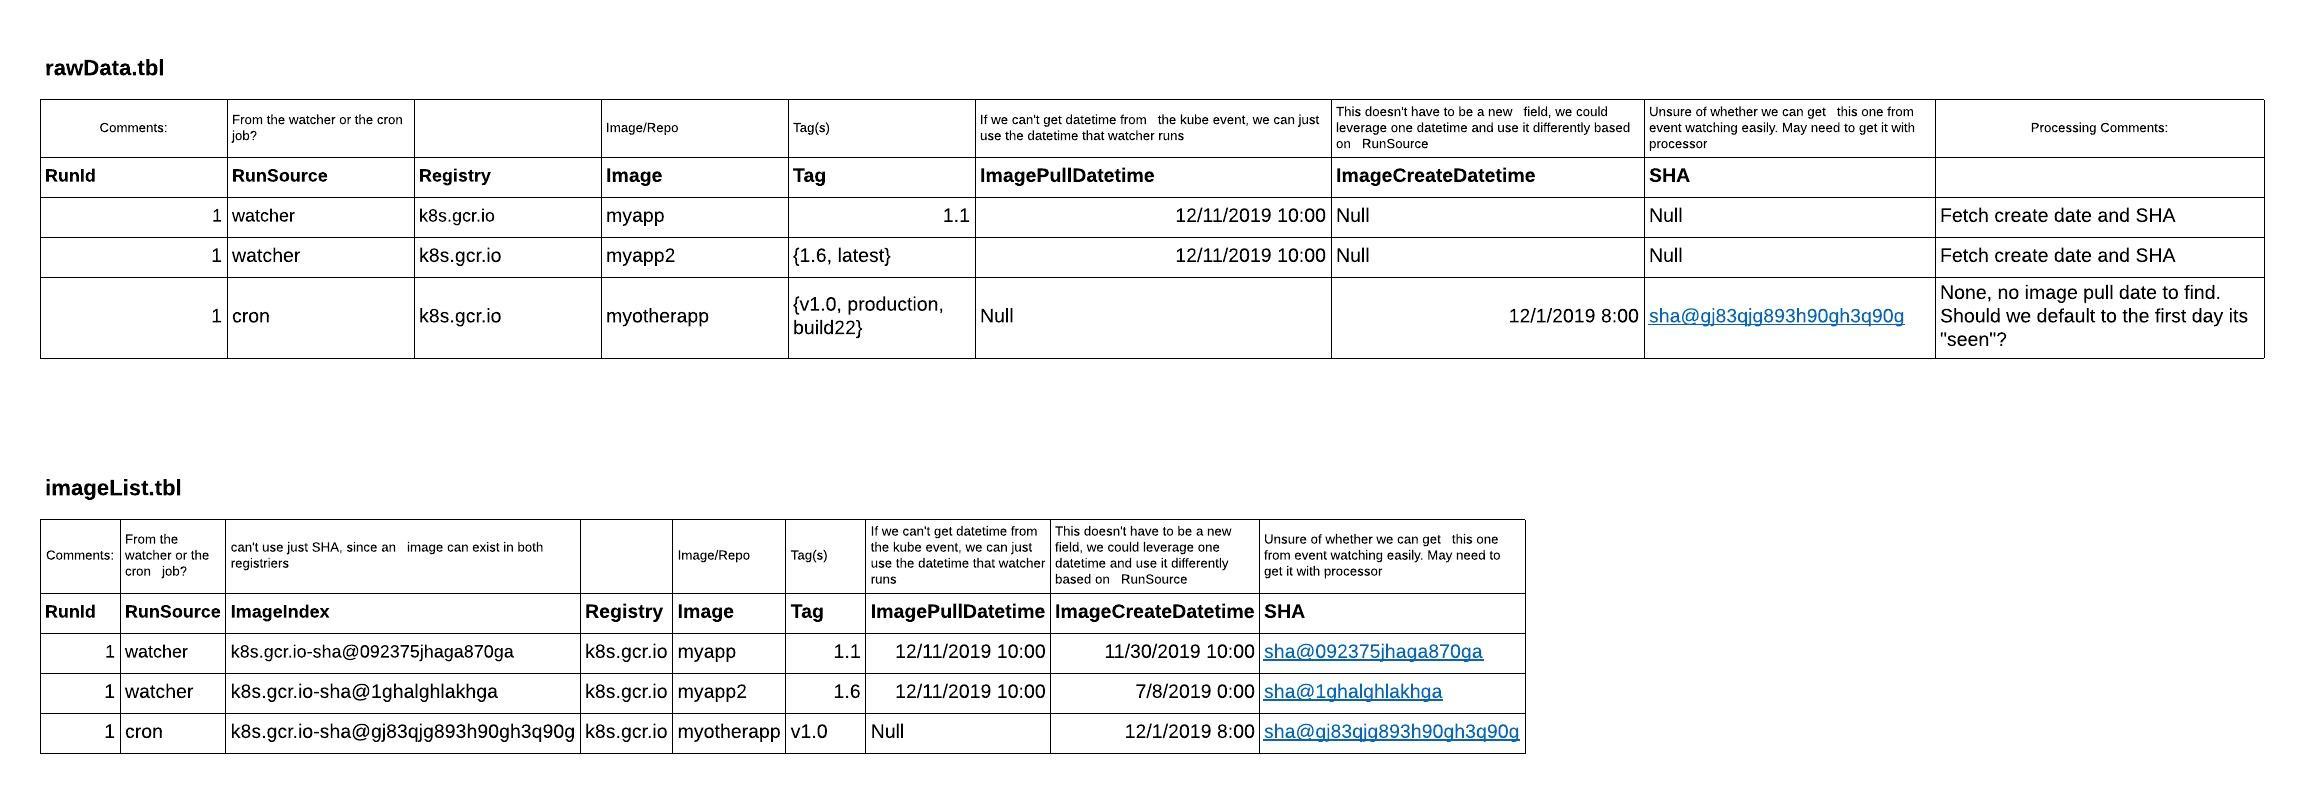 rawData.tbl
Comments:
From the watcher or the cron
job?
Image/Repo
Tag(s)
If we can't get datetime from the kube event, we can just
use the datetime that watcher runs
This doesn't have to be a new field, we could
leverage one datetime and use it differently based
on RunSource
Unsure of whether we can get this one from
event watching easily. May need to get it with
processor
Processing Comments:
RunId
RunSource
Registry
Image
Tag
ImagePullDatetime
ImageCreateDatetime
SHA
1
watcher
k8s.gcr.io
myapp
1.1
12/11/2019 10:00
Null
Null
Fetch create date and SHA
1
watcher
k8s.gcr.io
myapp2
{1.6, latest}
12/11/2019 10:00
Null
Null
Fetch create date and SHA
1
cron
k8s.gcr.io
myotherapp
{v1.0, production,
build22}
Null
12/1/2019 8:00
sha@gj83qjg893h90gh3q90g
None, no image pull date to find.
Should we default to the first day its
"seen"?
imageList.tbl
Comments:
From the
watcher or the
cron job?
can't use just SHA, since an image can exist in both
registriers
Image/Repo
Tag(s)
If we can't get datetime from
the kube event, we can just
use the datetime that watcher
runs
This doesn't have to be a new
field, we could leverage one
datetime and use it differently
based on RunSource
Unsure of whether we can get this one
from event watching easily. May need to
get it with processor
RunId
RunSource
ImageIndex
Registry
Image
Tag
ImagePullDatetime
ImageCreateDatetime
SHA
1
watcher
k8s.gcr.io-sha@092375jhaga870ga
k8s.gcr.io
myapp
1.1
12/11/2019 10:00
11/30/2019 10:00
sha@092375jhaga870ga
1
watcher
k8s.gcr.io-sha@1ghalghlakhga
k8s.gcr.io
myapp2
1.6
12/11/2019 10:00
7/8/2019 0:00
sha@1ghalghlakhga
1
cron
k8s.gcr.io-sha@gj83qjg893h90gh3q90g
k8s.gcr.io
myotherapp
v1.0
Null
12/1/2019 8:00
sha@gj83qjg893h90gh3q90g